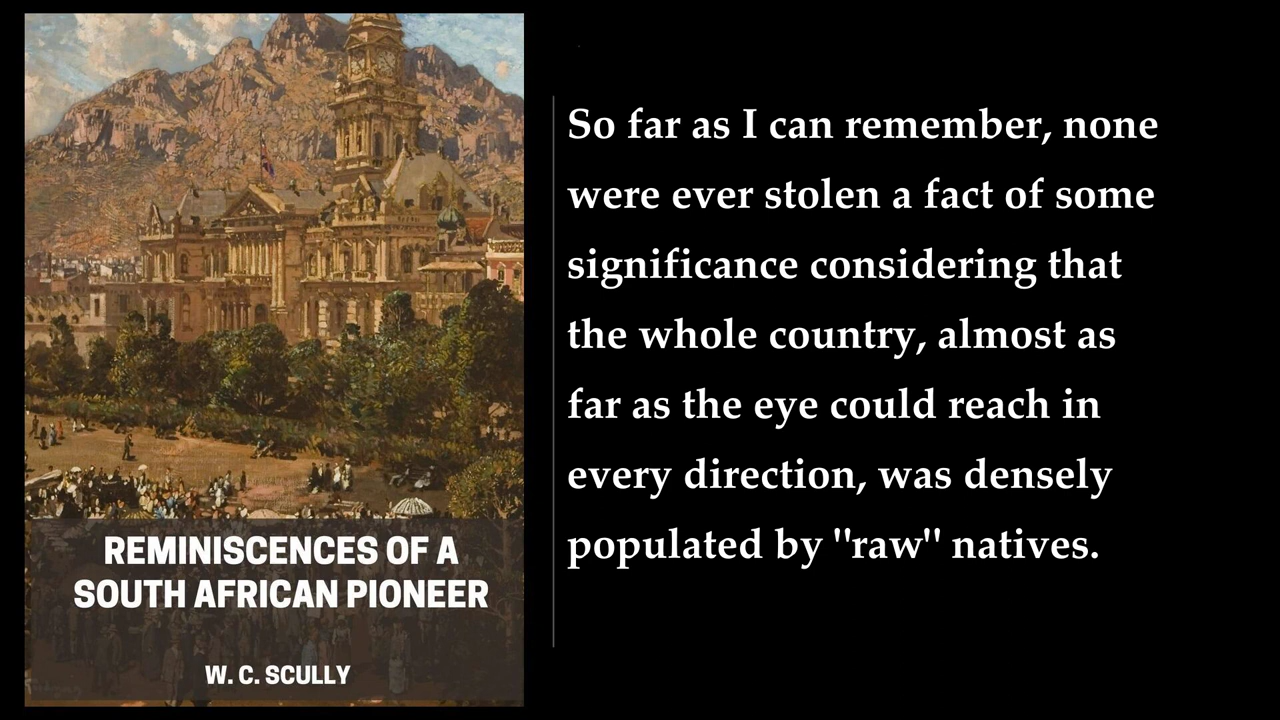 REMINISCENCES OF A
SOUTH AFRICAN PIONEER
W. C. SCULLY
So far as I can remember, none
were ever stolen a fact of some
significance considering that
the whole country, almost as
far as the eye could reach in
every direction, was densely
populated by "raw" natives.